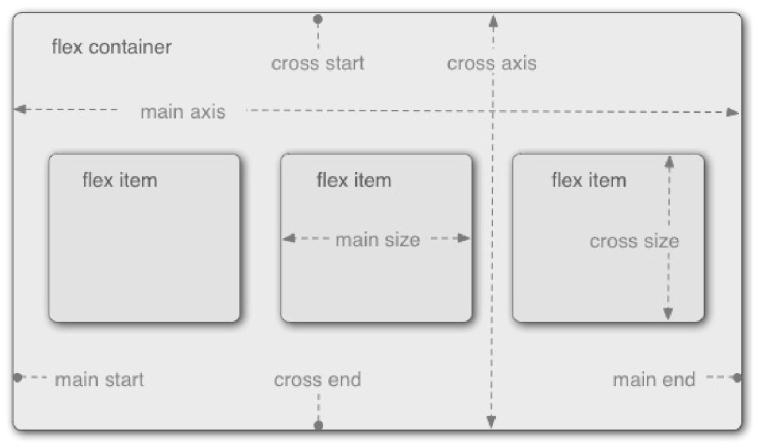 flex container
cross start
cross axis
main axis
flex item
flex item
flex item
main size
cross size
main start
cross end
main end